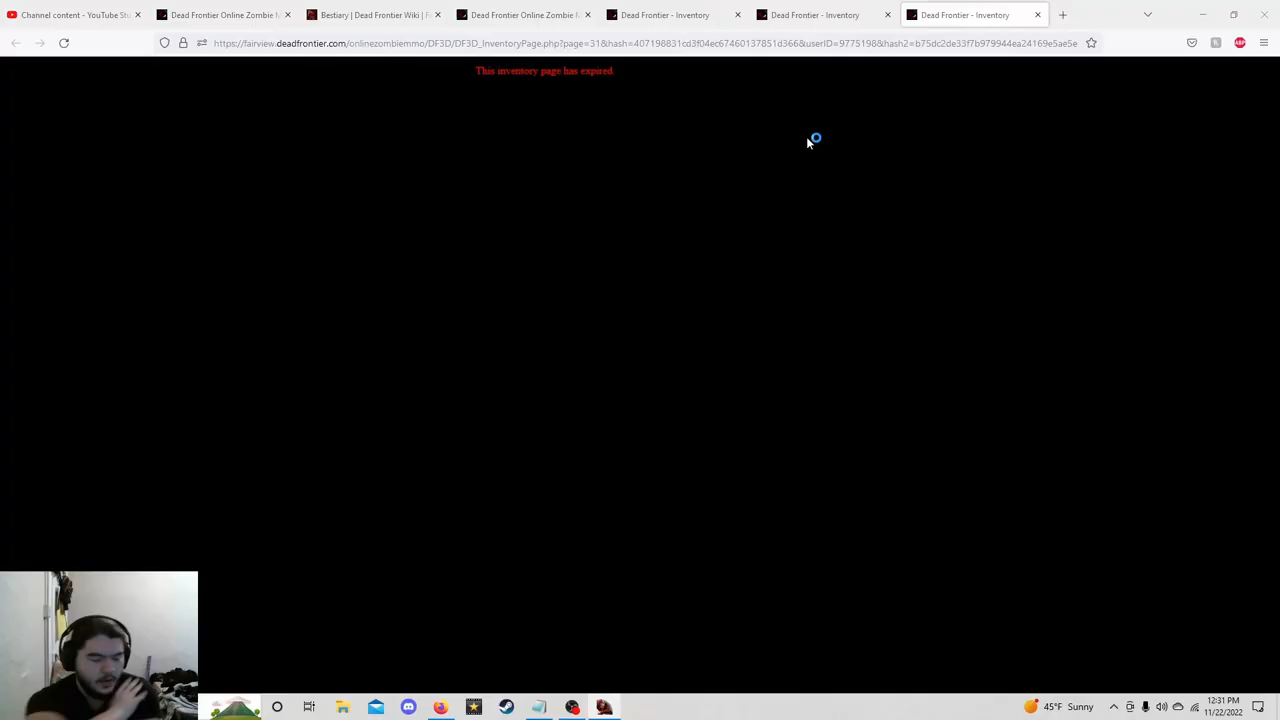 Channel content - YouTube Stu
Dead Frontier Online Zombie M
Bestiary | Dead Frontier Wiki | F
Dead Frontier Online Zombie M
Dead Frontier - Inventory
Dead Frontier - Inventory
Dead Frontier - Inventory
https://fairview.deadfrontier.com/onlinezombiemmo/DF3D/DF3D_InventoryPage.php?page=31&hash=407198831cd3f04ec67460137851d366&userID=9775198&hash2=b75dc2de33f7b979944ea24169e5ae5e
ABP
This inventory page has expired
45°F Sunny
12:31 PM
11/22/2022